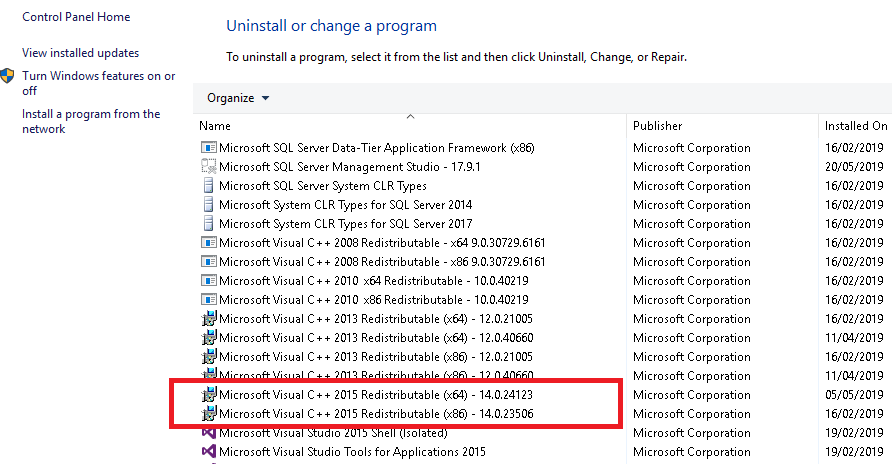 Control Panel Home
View installed updates
Turn Windows features on or
off
Install a program from the
network
Uninstall or change a program
To uninstall a program, select it from the list and then click Uninstall, Change, or Repair.
Organize
Name Publisher Installed On
Microsoft SQL Server Data-Tier Application Framework (x86) Microsoft Corporation 16/02/2019
Microsoft SQL Server Management Studio - 17.9.1 Microsoft Corporation 20/05/2019
Microsoft SQL Server System CLR Types Microsoft Corporation 16/02/2019
Microsoft System CLR Types for SQL Server 2014 Microsoft Corporation 16/02/2019
Microsoft System CLR Types for SQL Server 2017 Microsoft Corporation 16/02/2019
Microsoft Visual C++ 2008 Redistributable - x64 9.0.30729.6161 Microsoft Corporation 16/02/2019
Microsoft Visual C++ 2008 Redistributable - x86 9.0.30729.6161 Microsoft Corporation 16/02/2019
Microsoft Visual C++ 2010 x64 Redistributable - 10.0.40219 Microsoft Corporation 16/02/2019
Microsoft Visual C++ 2010 x86 Redistributable - 10.0.40219 Microsoft Corporation 16/02/2019
Microsoft Visual C++ 2013 Redistributable (x64) - 12.0.21005 Microsoft Corporation 16/02/2019
Microsoft Visual C++ 2013 Redistributable (x64) - 12.0.40660 Microsoft Corporation 11/04/2019
Microsoft Visual C++ 2013 Redistributable (x86) - 12.0.21005 Microsoft Corporation 16/02/2019
Microsoft Visual C++ 2013 Redistributable (x86) - 12.0.40660 Microsoft Corporation 11/04/2019
Microsoft Visual C++ 2015 Redistributable (x64) - 14.0.24123 Microsoft Corporation 05/05/2019
Microsoft Visual C++ 2015 Redistributable (x86) - 14.0.23506 Microsoft Corporation 16/02/2019
Microsoft Visual Studio 2015 Shell (Isolated) Microsoft Corporation 19/02/2019
Microsoft Visual Studio Tools for Applications 2015 Microsoft Corporation 16/02/2019